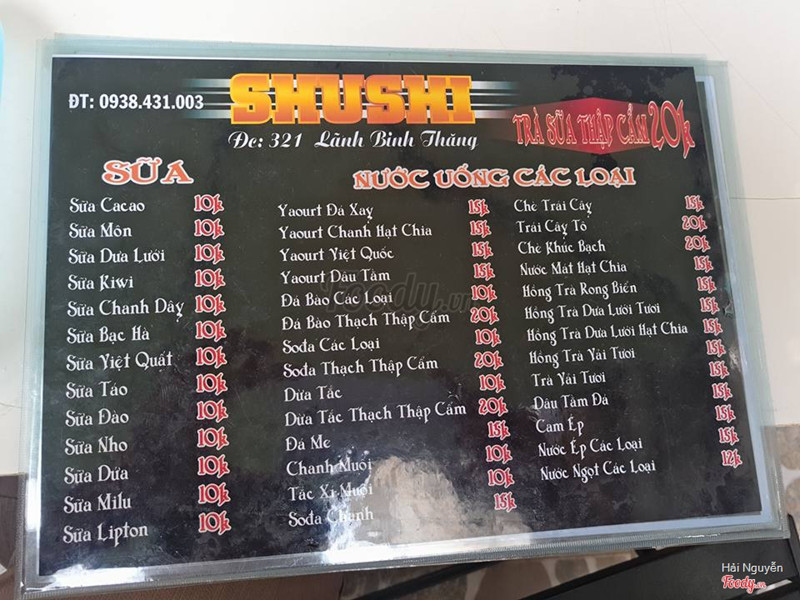 ĐT: 0938.431.003
SHUSHI
Đc: 321 Lãnh Binh Thăng
TRÀ SỮA THẬP CẨM 20k
SỮA
Sữa Cacao 10k
Sữa Môn 10k
Sữa Dưa Lưới 10k
Sữa Kiwi 10k
Sữa Chanh Dây 10k
Sữa Bạc Hà 10k
Sữa Việt Quất 10k
Sữa Táo 10k
Sữa Đào 10k
Sữa Nho 10k
Sữa Dứa 10k
Sữa Milu 10k
Sữa Lipton 10k
NƯỚC UỐNG CÁC LOẠI
Yaourt Đá Xay 15k
Yaourt Chanh Hạt Chia 15k
Yaourt Việt Quốc 15k
Yaourt Dâu Tằm 15k
Đá Bào Các Loại 10k
Đá Bào Thạch Thập Cẩm 20k
Soda Các Loại 10k
Soda Thạch Thập Cẩm 20k
Dừa Tắc 10k
Dừa Tắc Thạch Thập Cẩm 20k
Đá Me 15k
Chanh Muối 10k
Tắc Xí Muội 10k
Soda Chanh 15k
Chè Trái Cây 15k
Trái Cây Tô 20k
Chè Khúc Bạch 20k
Nước Mát Hạt Chia 15k
Hồng Trà Rong Biển 15k
Hồng Trà Dưa Lưới Tươi 15k
Hồng Trà Dưa Lưới Hạt Chia 15k
Hồng Trà Vải Tươi 15k
Trà Vải Tươi 15k
Dâu Tằm Đá 15k
Cam Ép 15k
Nước Ép Các Loại 15k
Nước Ngọt Các Loại 12k
foody.vn
Hải Nguyễn
Foody.vn